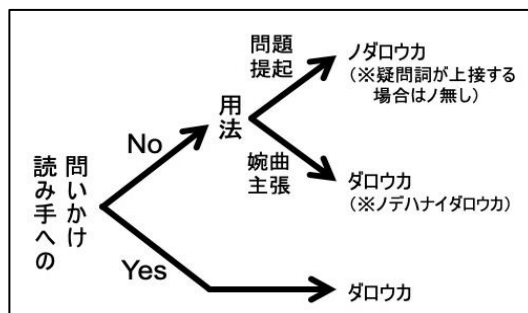 読み手への
問いかけ
No
Yes
用法
問題
提起
婉曲
主張
ノダロウカ
(※疑問詞が上接する
場合はノ無し)
ダロウカ
(※ノデハナイダロウカ)
ダロウカ